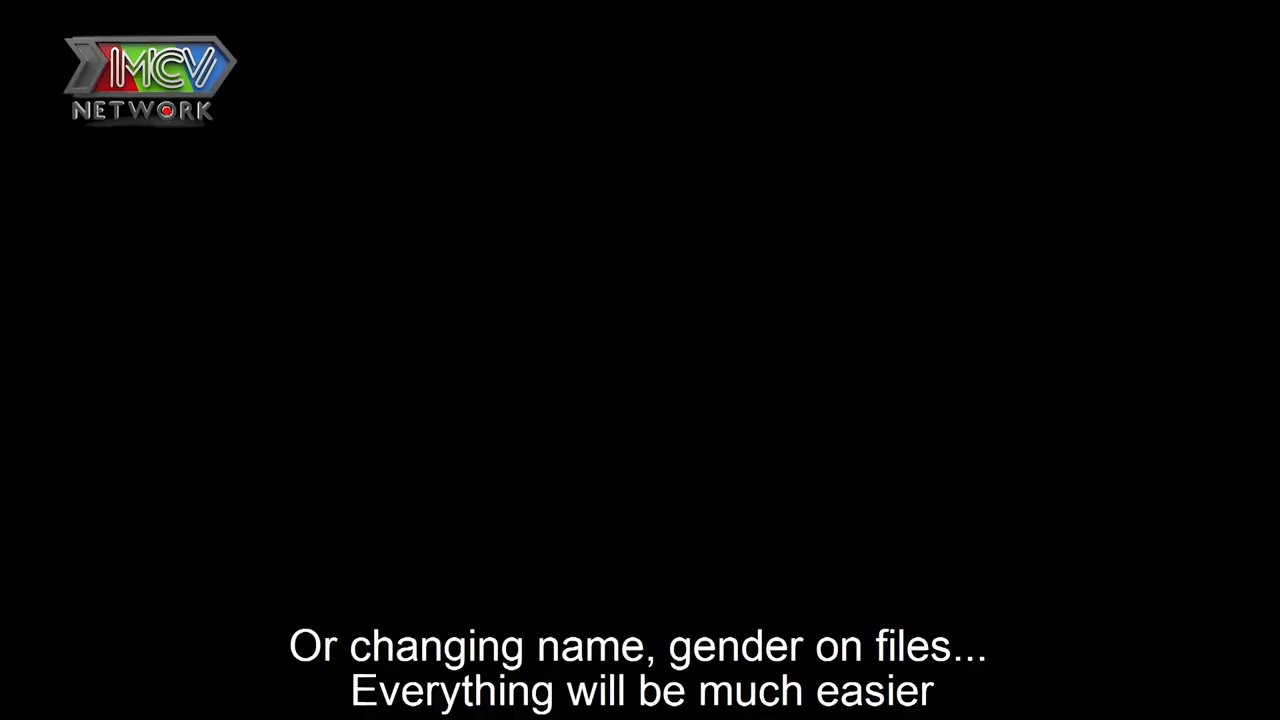 MCV
NETWORK
Or changing name, gender on files...
Everything will be much easier